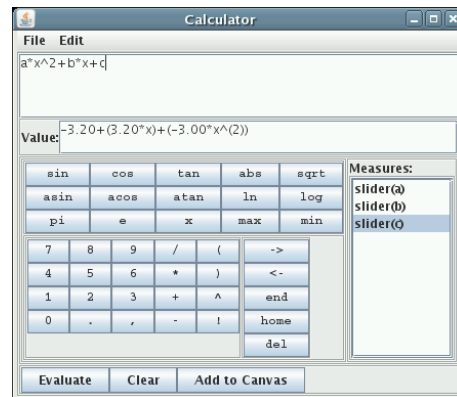 Calculator
File Edit
a*x^2+b*x+c
Value: -3.20+(3.20*x)+(-3.00*x^(2))
sin cos tan abs sqrt
asin acos atan ln log
pi e x max min
Measures:
slider(a)
slider(b)
slider(c)
7 8 9 / ( ->
4 5 6 * ) <-
1 2 3 + ^ end
0 . , - ! home
del
Evaluate Clear Add to Canvas